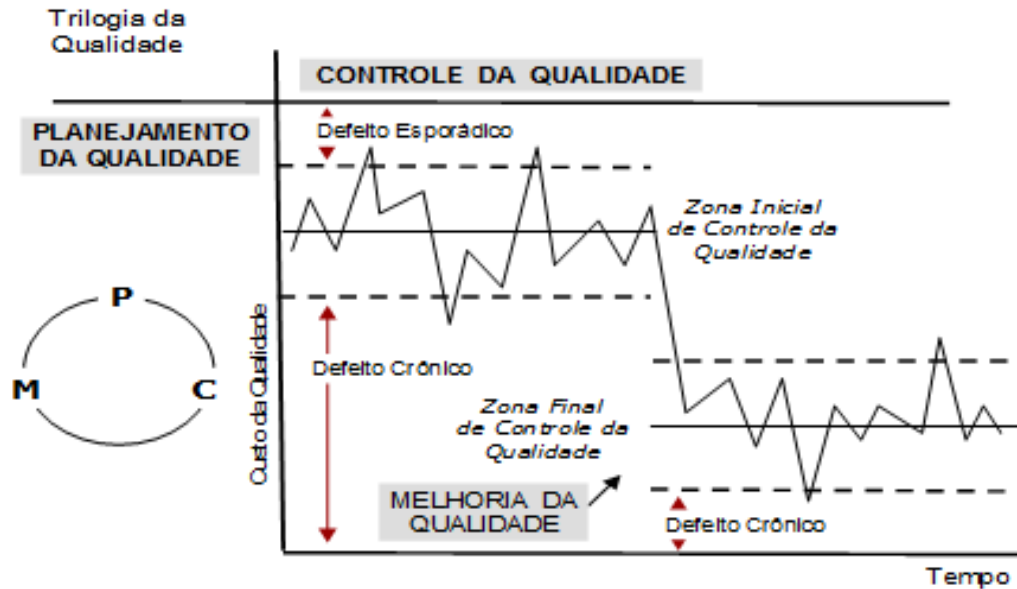 Trilogia da
Qualidade
CONTROLE DA QUALIDADE
PLANEJAMENTO
DA QUALIDADE
Defeito Esporádico
Zona Inicial
de Controle da
Qualidade
P
M
C
Custo da Qualidade
Defeito Crônico
Zona Final
de Controle da
Qualidade
MELHORIA DA
QUALIDADE
Defeito Crônico
Tempo